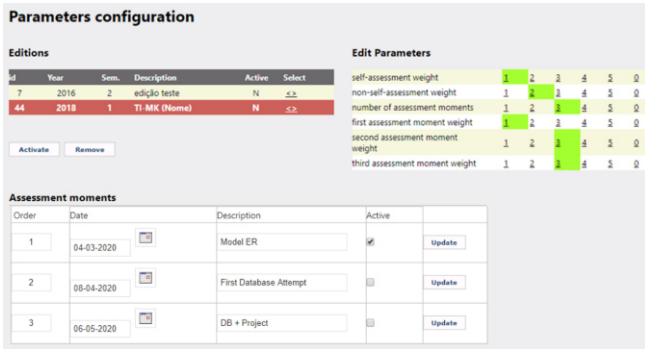 Parameters configuration
Editions
id Year Sem. Description Active Select
7 2016 2 edição teste N <>
44 2018 1 TI-MK (Nome) N <>
Activate Remove
Edit Parameters
self-assessment weight 1 2 3 4 5 0
non-self-assessment weight 1 2 3 4 5 0
number of assessment moments 1 2 3 4 5 0
first assessment moment weight 1 2 3 4 5 0
second assessment moment
weight 1 2 3 4 5 0
third assessment moment weight 1 2 3 4 5 0
Assessment moments
Order Date Description Active
1 04-03-2020 Model ER Update
2 08-04-2020 First Database Attempt Update
3 06-05-2020 DB + Project Update